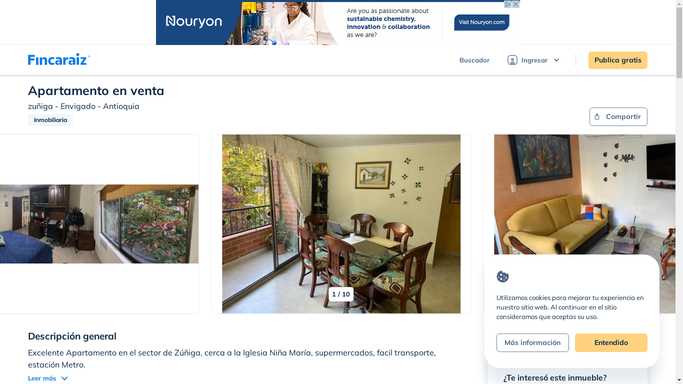 Nouryon
Are you as passionate about
sustainable chemistry,
innovation & collaboration
as we are?
Visit Nouryon.com
Fincaraiz
Buscador
Ingresar
Publica gratis
Apartamento en venta
zuñiga - Envigado - Antioquia
Inmobiliaria
Compartir
1 / 10
Utilizamos cookies para mejorar tu experiencia en
nuestro sitio web. Al continuar en el sitio
consideramos que aceptas su uso.
Más información
Entendido
Descripción general
Excelente Apartamento en el sector de Zúñiga, cerca a la Iglesia Niña María, supermercados, facil transporte,
estación Metro.
Leer más
¿Te interesó este inmueble?